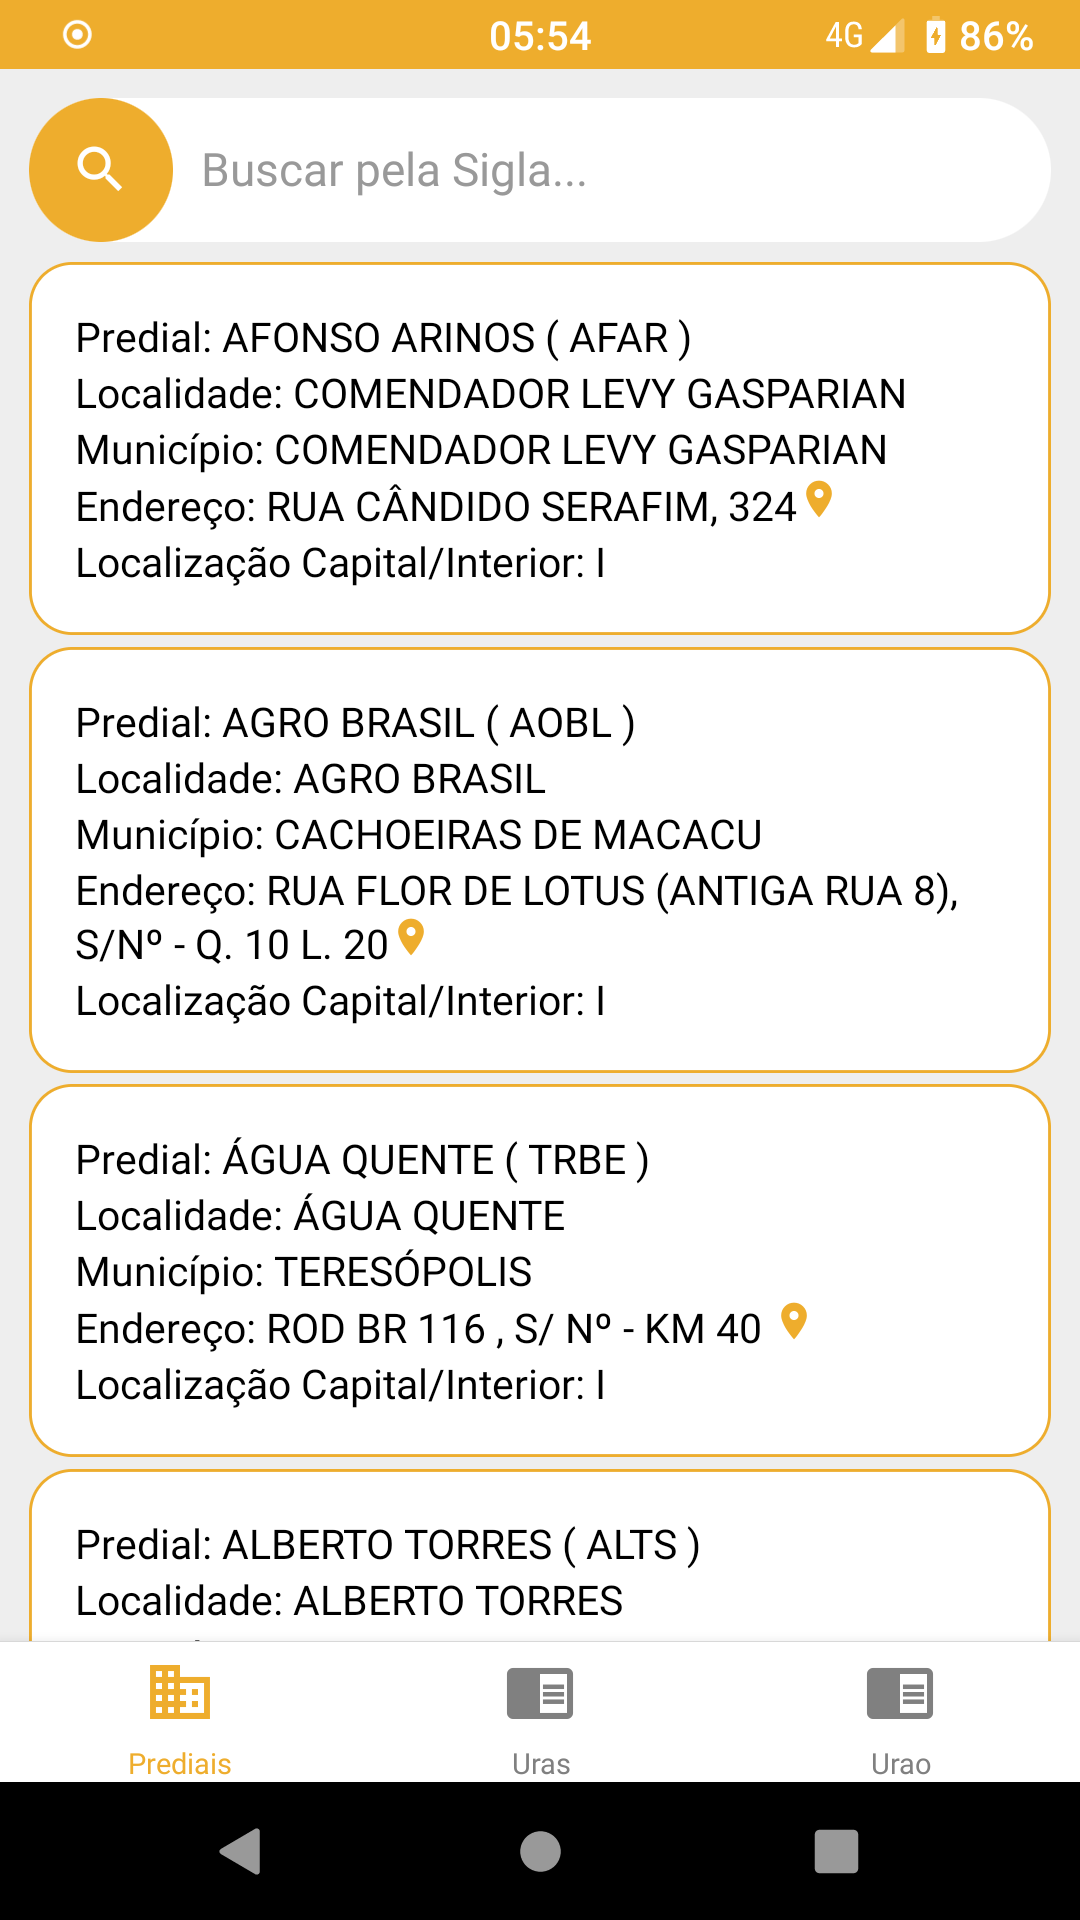 05:54
4G 86%
Buscar pela Sigla...
Predial: AFONSO ARINOS ( AFAR )
Localidade: COMENDADOR LEVY GASPARIAN
Município: COMENDADOR LEVY GASPARIAN
Endereço: RUA CÂNDIDO SERAFIM, 324
Localização Capital/Interior: I
Predial: AGRO BRASIL ( AOBL )
Localidade: AGRO BRASIL
Município: CACHOEIRAS DE MACACU
Endereço: RUA FLOR DE LOTUS (ANTIGA RUA 8),
S/Nº - Q. 10 L. 20
Localização Capital/Interior: I
Predial: ÁGUA QUENTE ( TRBE )
Localidade: ÁGUA QUENTE
Município: TERESÓPOLIS
Endereço: ROD BR 116 , S/ Nº - KM 40
Localização Capital/Interior: I
Predial: ALBERTO TORRES ( ALTS )
Localidade: ALBERTO TORRES
Prediais
Uras
Urao